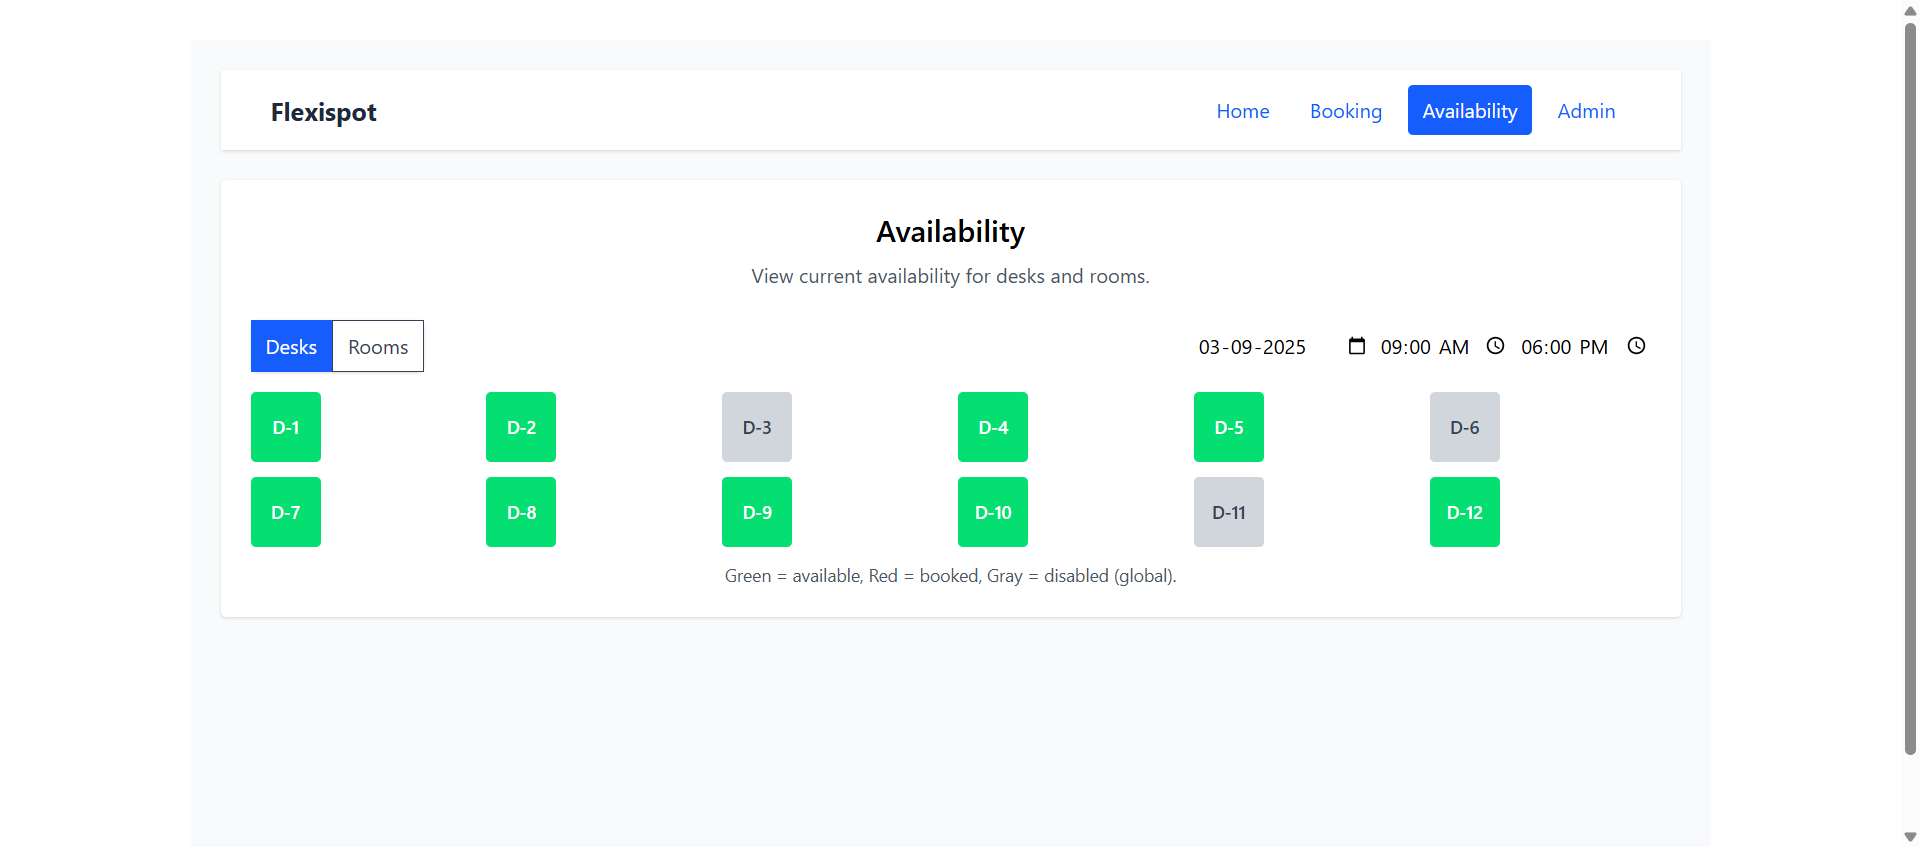 Flexispot Home Booking Availability Admin
Availability
View current availability for desks and rooms.
Desks Rooms 03-09-2025 09:00 AM 06:00 PM
D-1 D-2 D-3 D-4 D-5 D-6
D-7 D-8 D-9 D-10 D-11 D-12
Green = available, Red = booked, Gray = disabled (global).